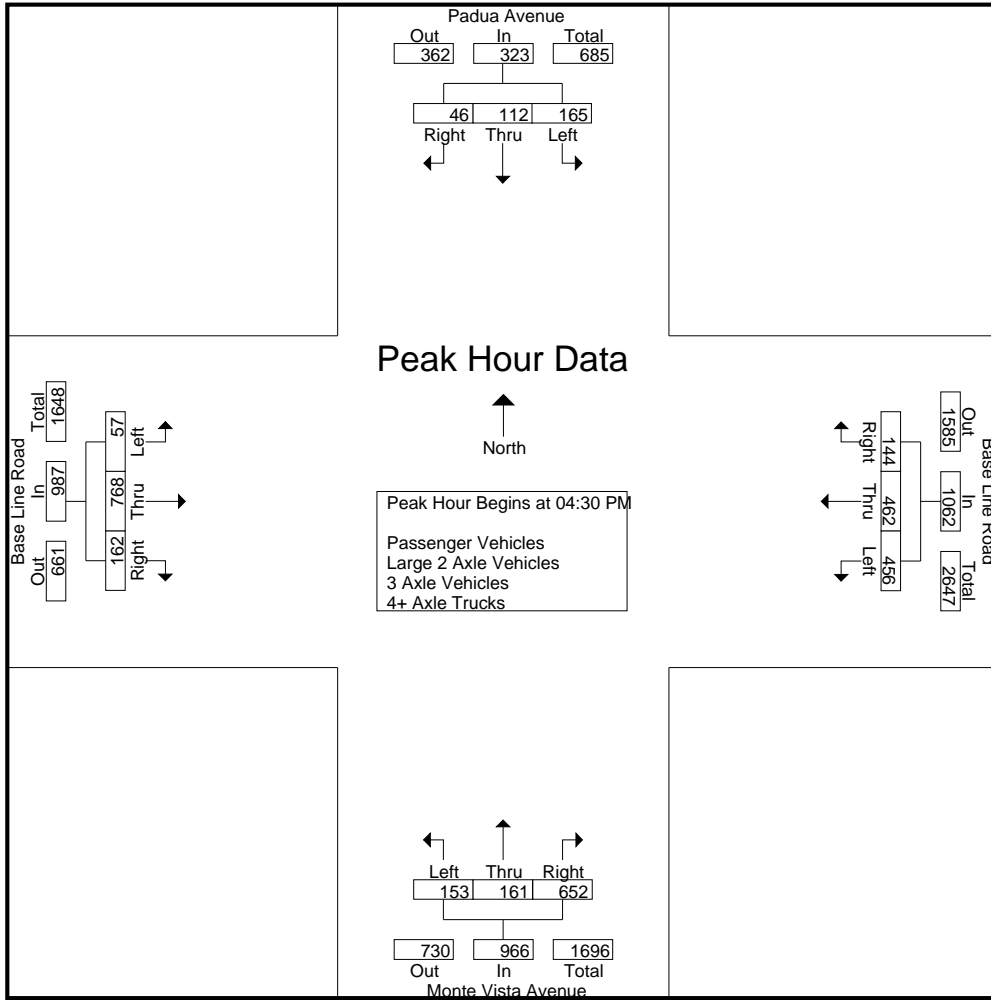 Padua Avenue
Out In Total
362 323 685
46 112 165
Right Thru Left
Peak Hour Data
North
Peak Hour Begins at 04:30 PM
Passenger Vehicles
Large 2 Axle Vehicles
3 Axle Vehicles
4+ Axle Trucks
Base Line Road
Out In Total
661 987 1648
162 768 57
Right Thru Left
Base Line Road
Out In Total
1585 1062 2647
144 462 456
Right Thru Left
Left Thru Right
153 161 652
730 966 1696
Out In Total
Monte Vista Avenue